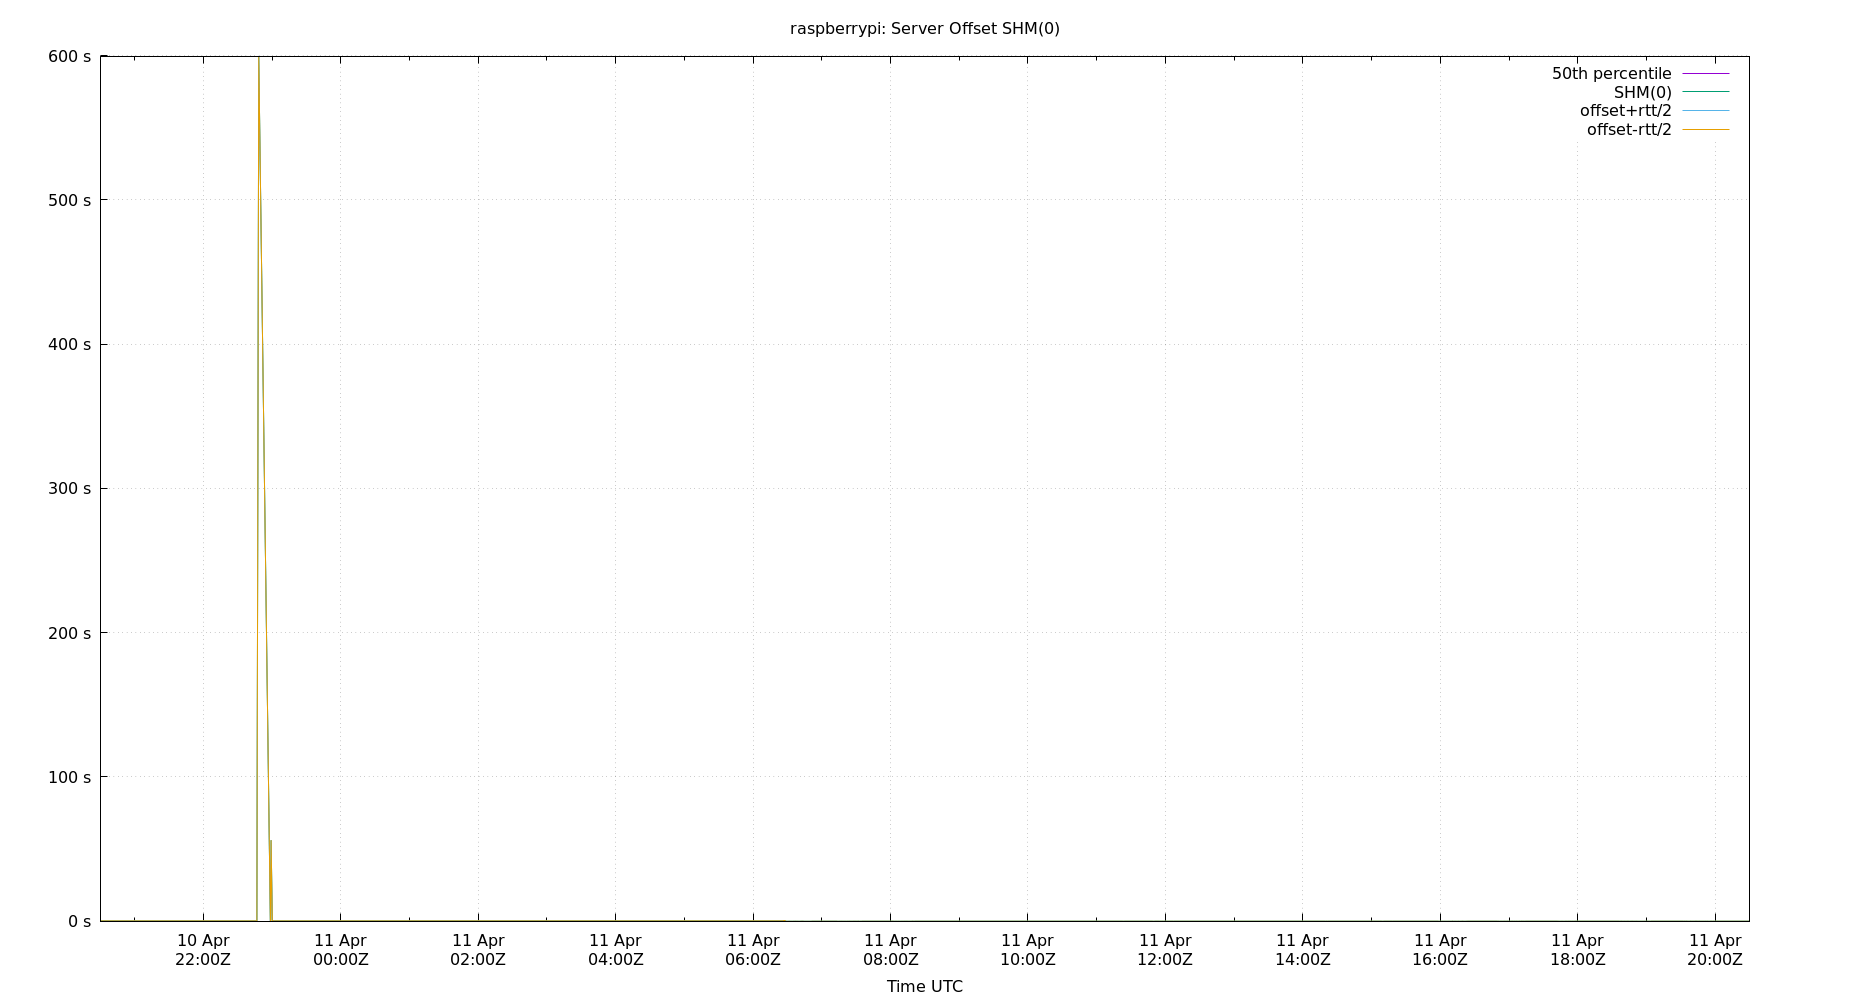 raspberrypi: Server Offset SHM(0)
600 s
500 s
400 s
300 s
200 s
100 s
0 s
50th percentile
SHM(0)
offset+rtt/2
offset-rtt/2
10 Apr 11 Apr 11 Apr 11 Apr 11 Apr 11 Apr 11 Apr 11 Apr 11 Apr 11 Apr 11 Apr 11 Apr
22:00Z 00:00Z 02:00Z 04:00Z 06:00Z 08:00Z 10:00Z 12:00Z 14:00Z 16:00Z 18:00Z 20:00Z
Time UTC